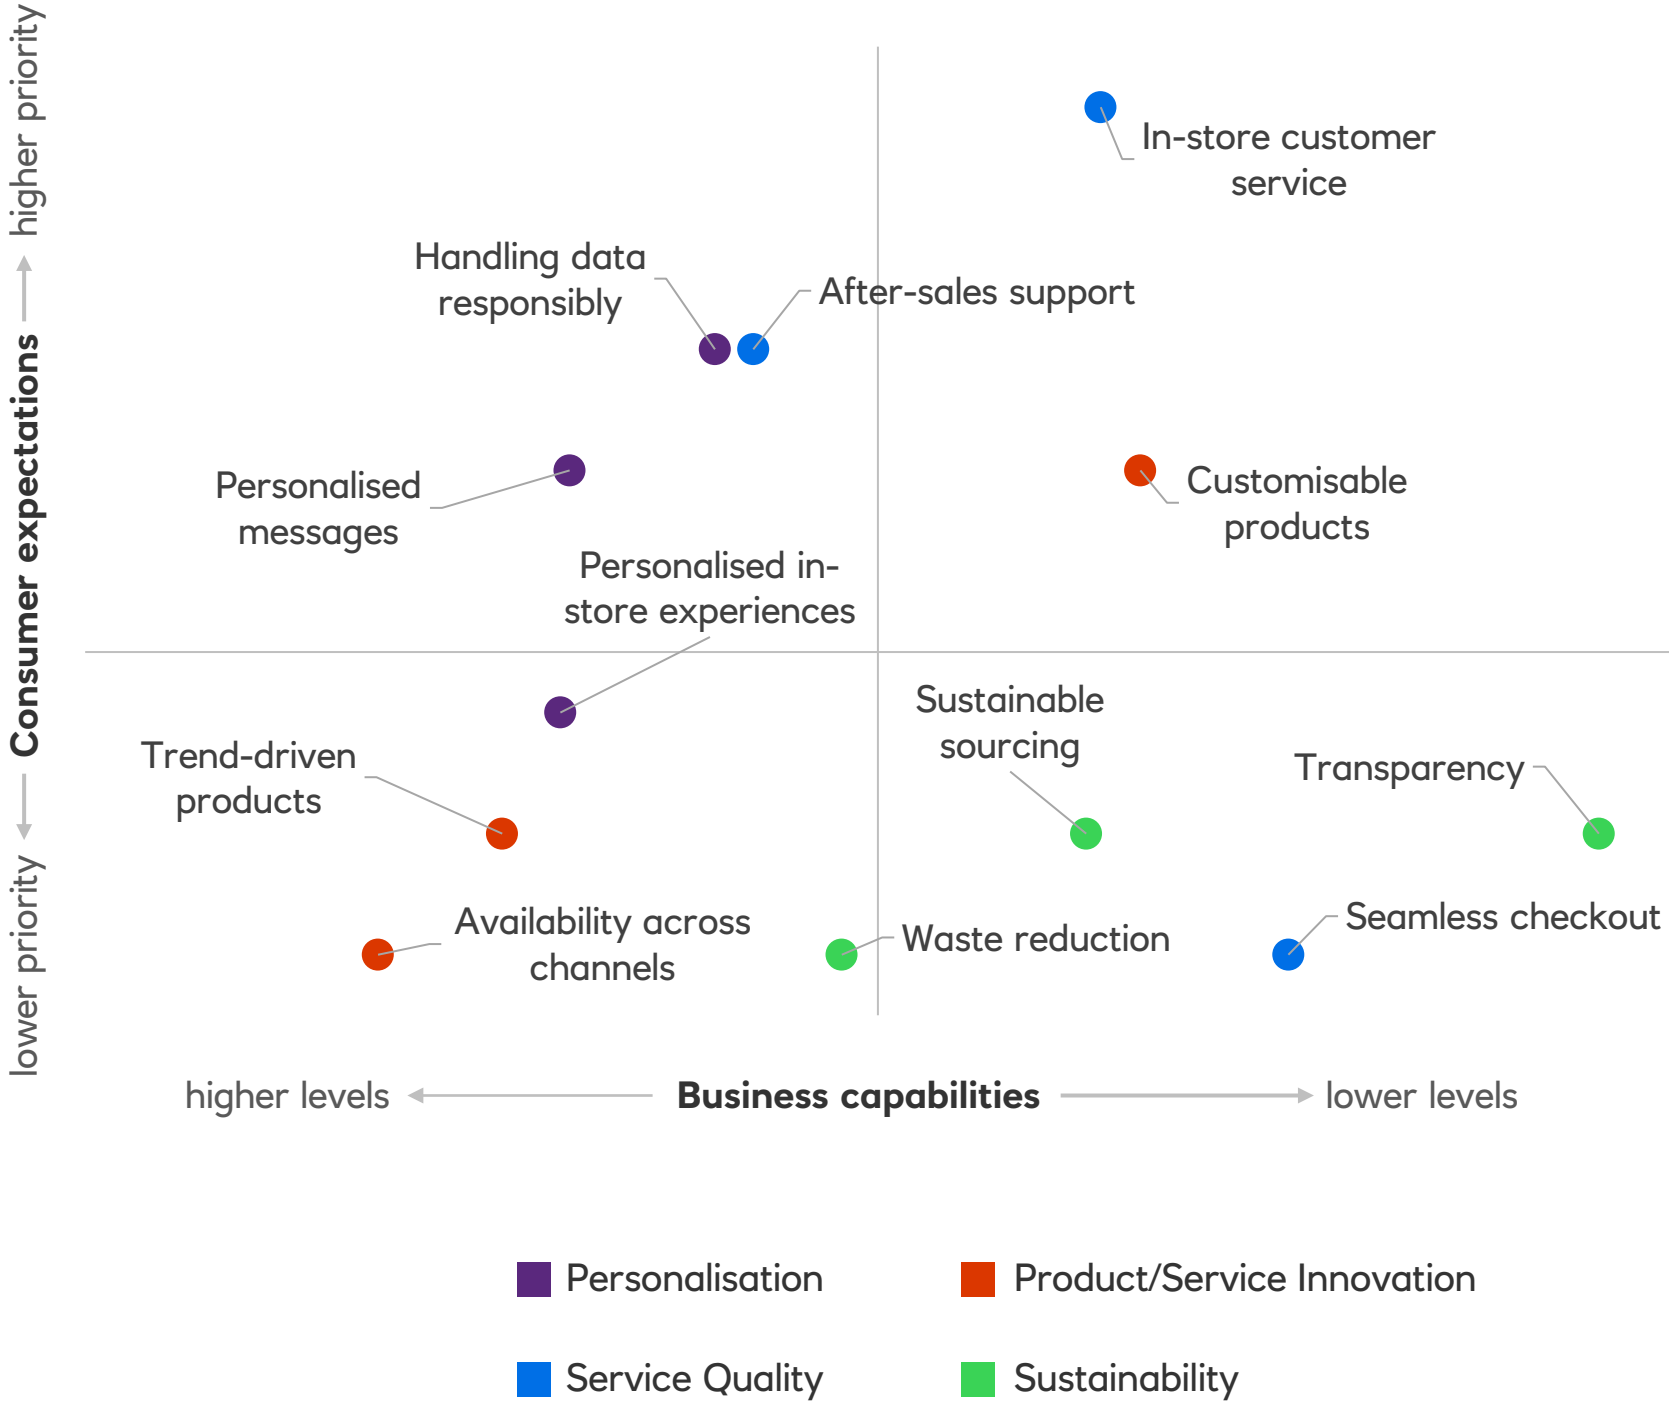 higher priority
Consumer expectations
lower priority
In-store customer
service
Handling data
responsibly
After-sales support
Personalised
messages
Customisable
products
Personalised in-
store experiences
Sustainable
sourcing
Trend-driven
products
Transparency
Availability across
channels
Waste reduction
Seamless checkout
higher levels
Business capabilities
lower levels
Personalisation
Product/Service Innovation
Service Quality
Sustainability